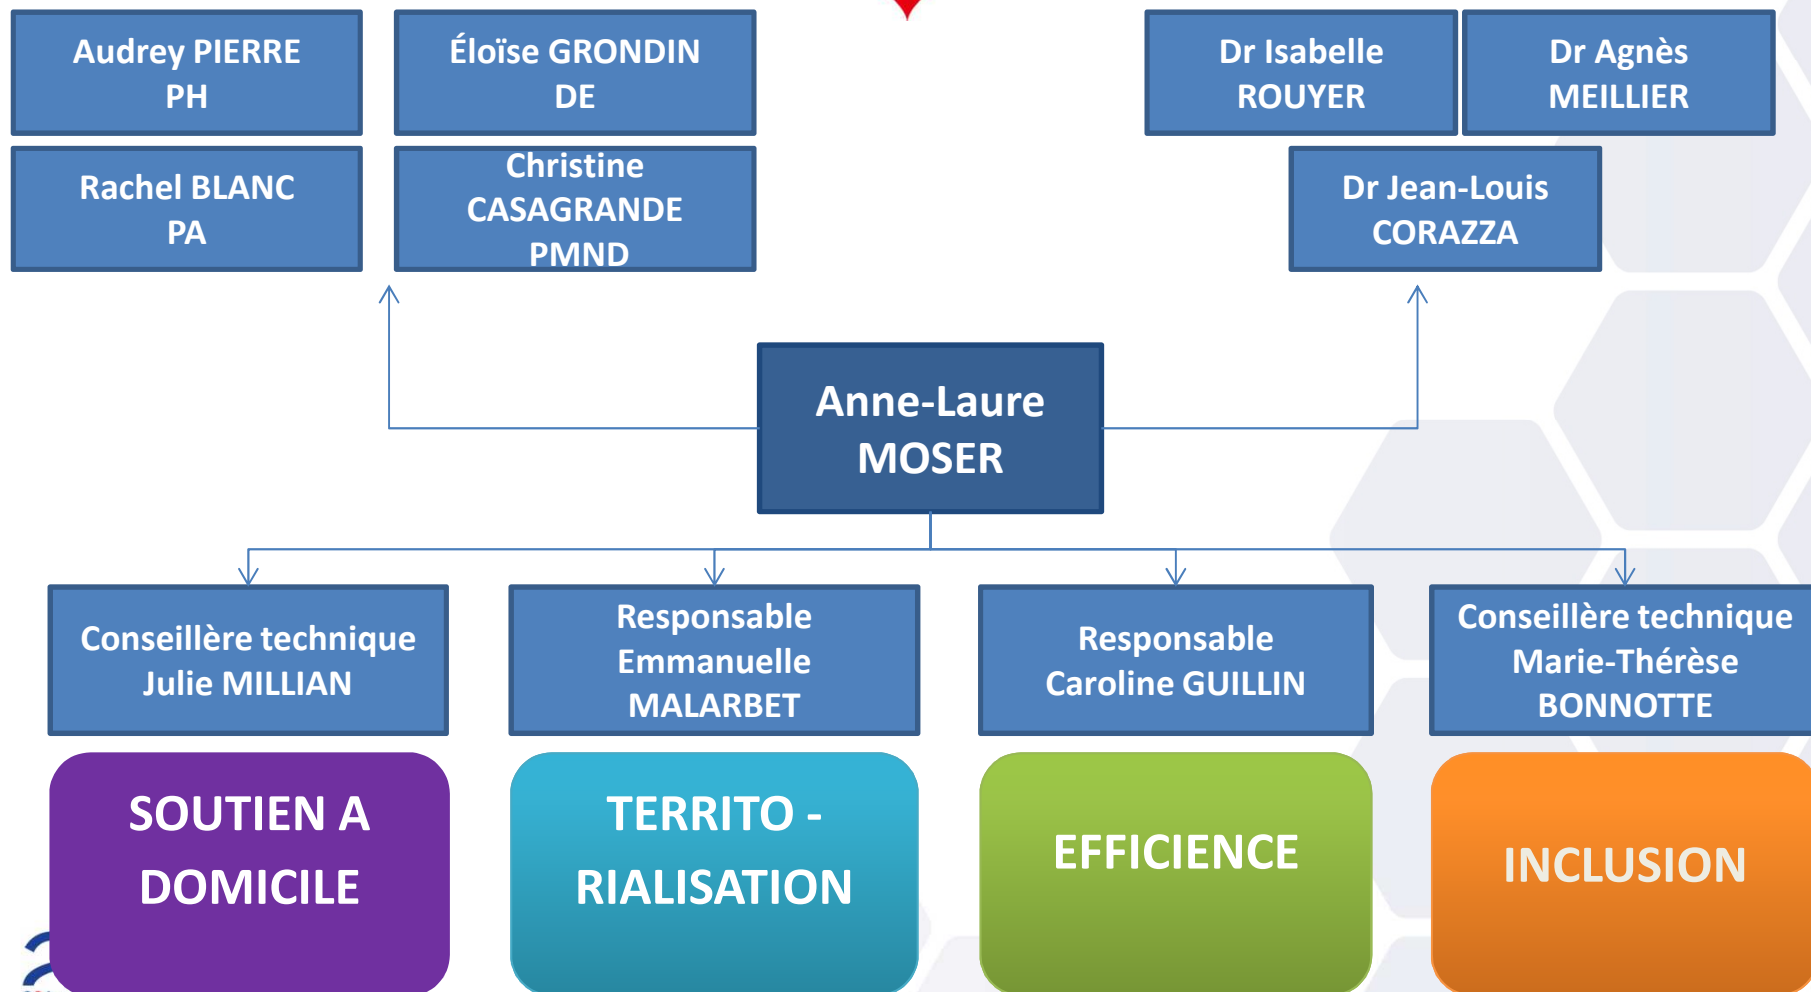 Audrey PIERRE
PH
Éloïse GRONDIN
DE
Dr Isabelle
ROUYER
Dr Agnès
MEILLIER
Rachel BLANC
PA
Christine
CASAGRANDE
PMND
Dr Jean-Louis
CORAZZA
Anne-Laure
MOSER
Conseillère technique
Julie MILLIAN
Responsable
Emmanuelle
MALARBET
Responsable
Caroline GUILLIN
Conseillère technique
Marie-Thérèse
BONNOTTE
SOUTIEN A
DOMICILE
TERRITO -
RIALISATION
EFFICIENCE
INCLUSION